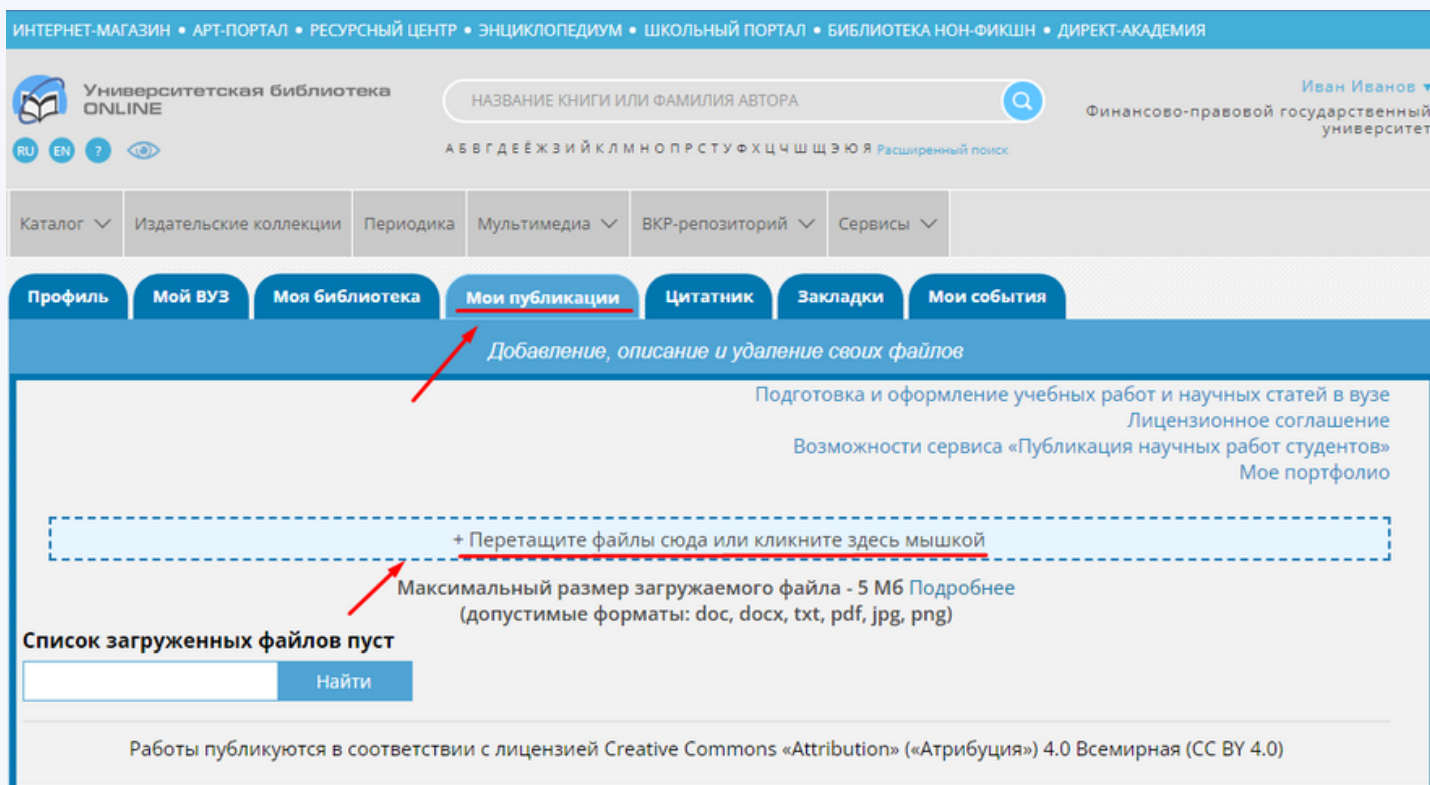 ИНТЕРНЕТ-МАГАЗИН • АРТ-ПОРТАЛ • РЕСУРСНЫЙ ЦЕНТР • ЭНЦИКЛОПЕДИУМ • ШКОЛЬНЫЙ ПОРТАЛ • БИБЛИОТЕКА НОН-ФИКШН • ДИРЕКТ-АКАДЕМИЯ
Университетская библиотека
ONLINE
НАЗВАНИЕ КНИГИ ИЛИ ФАМИЛИЯ АВТОРА
Иван Иванов ▾
Финансово-правовой государственный
университет
RU EN ?
А Б В Г Д Е Ё Ж З И Й К Л М Н О П Р С Т У Ф Х Ц Ч Ш Щ Э Ю Я Расширенный поиск
Каталог Издательские коллекции Периодика Мультимедиа ВКР-репозиторий Сервисы
Профиль Мой ВУЗ Моя библиотека Мои публикации Цитатник Закладки Мои события
Добавление, описание и удаление своих файлов
Подготовка и оформление учебных работ и научных статей в вузе
Лицензионное соглашение
Возможности сервиса «Публикация научных работ студентов»
Мое портфолио
+ Перетащите файлы сюда или кликните здесь мышкой
Максимальный размер загружаемого файла - 5 Мб Подробнее
(допустимые форматы: doc, docx, txt, pdf, jpg, png)
Список загруженных файлов пуст
Найти
Работы публикуются в соответствии с лицензией Creative Commons «Attribution» («Атрибуция») 4.0 Всемирная (CC BY 4.0)